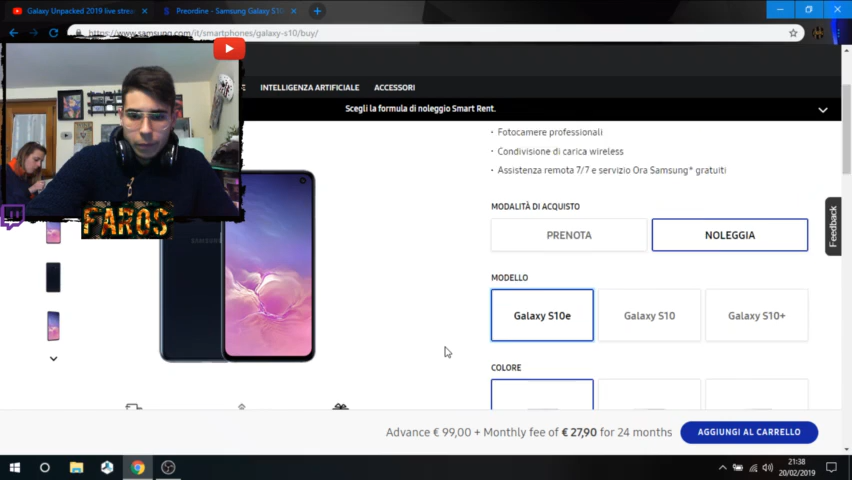 Galaxy Unpacked 2019 live strea
Preordine - Samsung Galaxy S10
https://www.samsung.com/it/smartphones/galaxy-s10/buy/
INTELLIGENZA ARTIFICIALE
ACCESSORI
Scegli la formula di noleggio Smart Rent.
Fotocamere professionali
Condivisione di carica wireless
Assistenza remota 7/7 e servizio Ora Samsung* gratuiti
MODALITÀ DI ACQUISTO
PRENOTA
NOLEGGIA
Feedback
FAROS
SAMSUNG
MODELLO
Galaxy S10e
Galaxy S10
Galaxy S10+
COLORE
Advance € 99,00 + Monthly fee of € 27,90 for 24 months
AGGIUNGI AL CARRELLO
21:38
20/02/2019